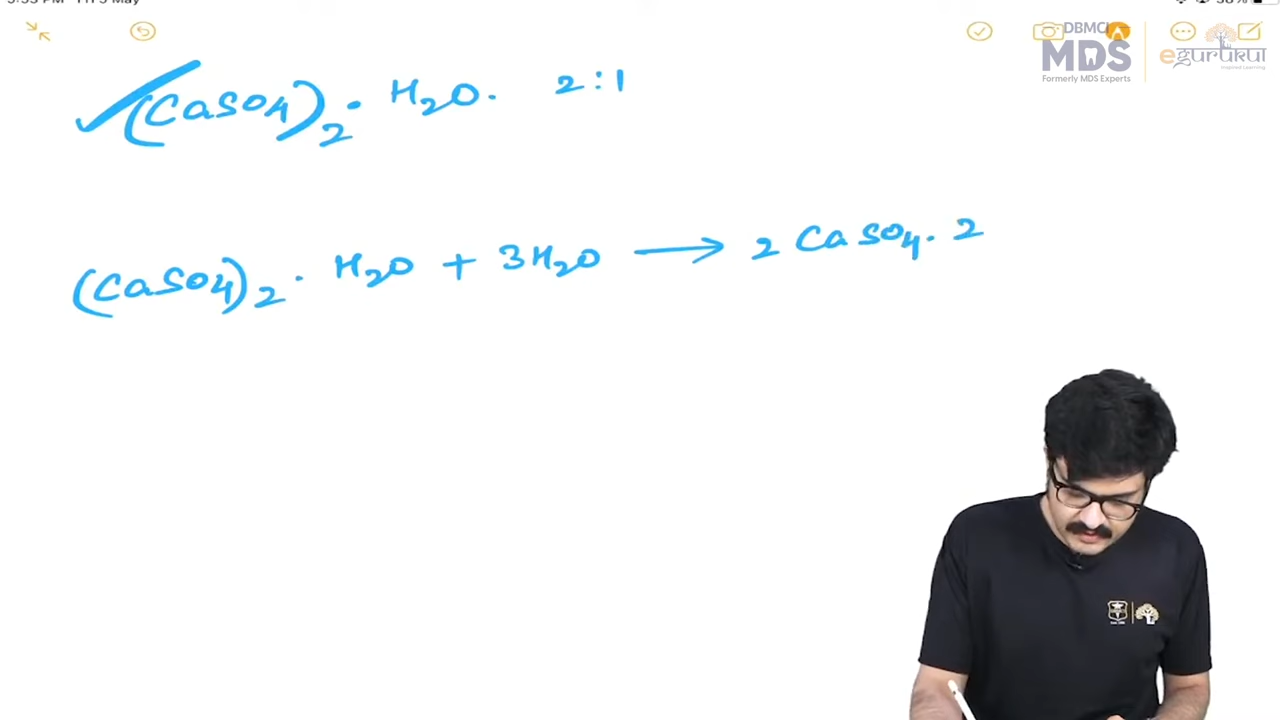 DBMCI
MDS
Formerly MDS Experts
egurukul
(CaSO4)2 · H2O. 2:1
(CaSO4)2 · H2O + 3H2O → 2 CaSO4. 2